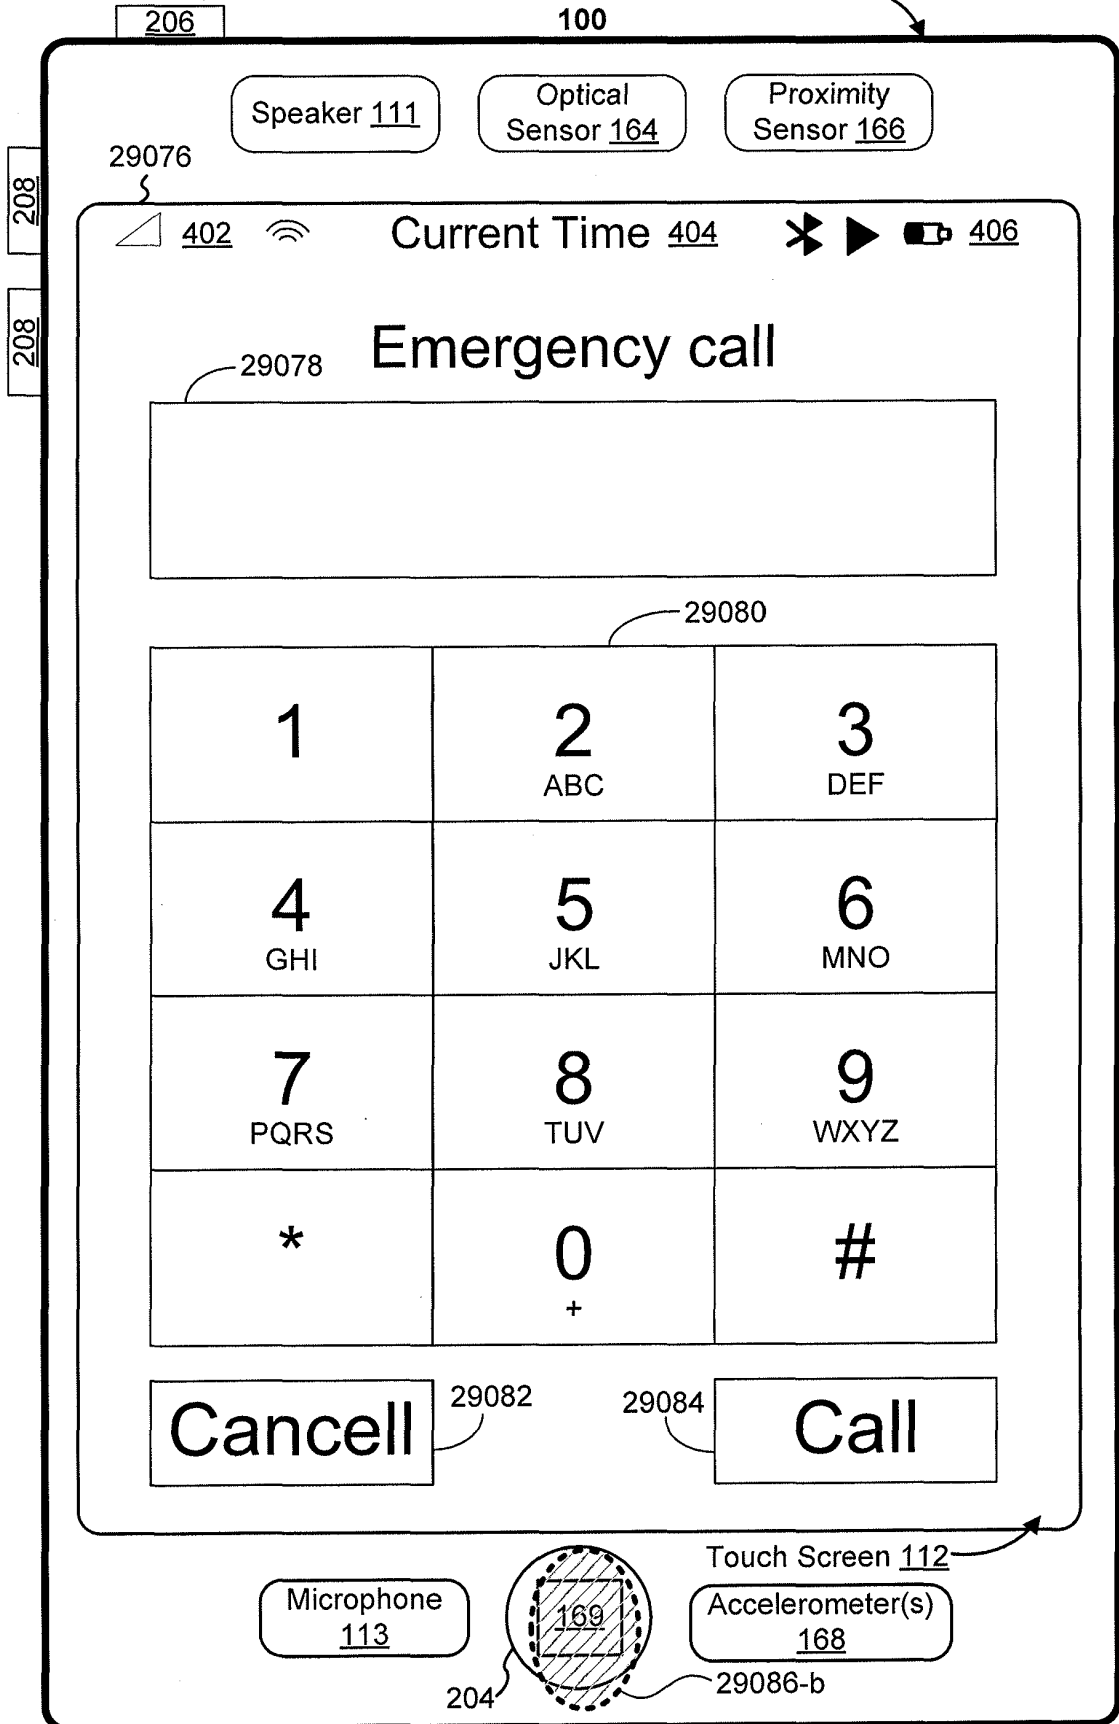 206
100
Speaker 111
Optical
Sensor 164
Proximity
Sensor 166
29076
208
402
Current Time 404
406
208
29078
Emergency call
29080
1
2
ABC
3
DEF
4
GHI
5
JKL
6
MNO
7
PQRS
8
TUV
9
WXYZ
*
0
+
#
Cancell
29082
29084
Call
Touch Screen 112
Microphone
113
169
Accelerometer(s)
168
204
29086-b